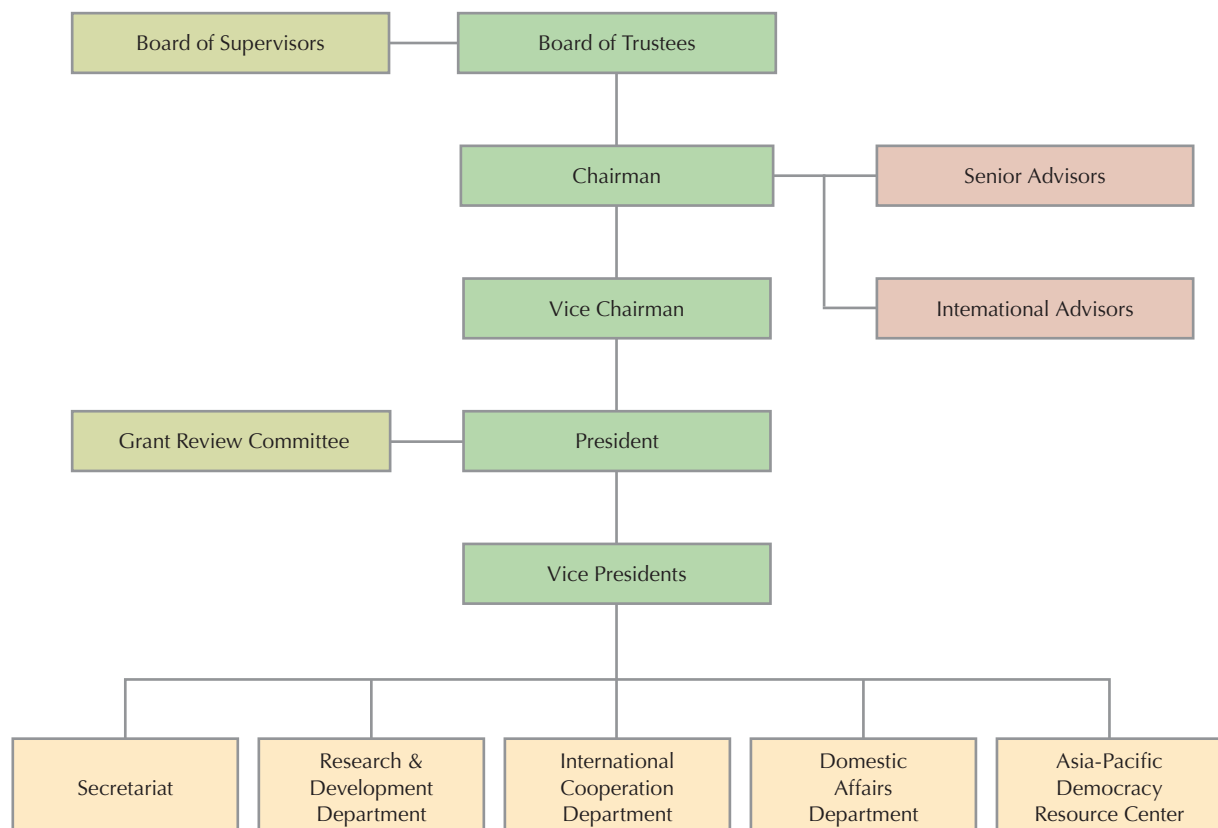 Board of Supervisors
Board of Trustees
Chairman
Senior Advisors
Vice Chairman
Intemational Advisors
Grant Review Committee
President
Vice Presidents
Secretariat
Research &
Development
Department
International
Cooperation
Department
Domestic
Affairs
Department
Asia-Pacific
Democracy
Resource Center